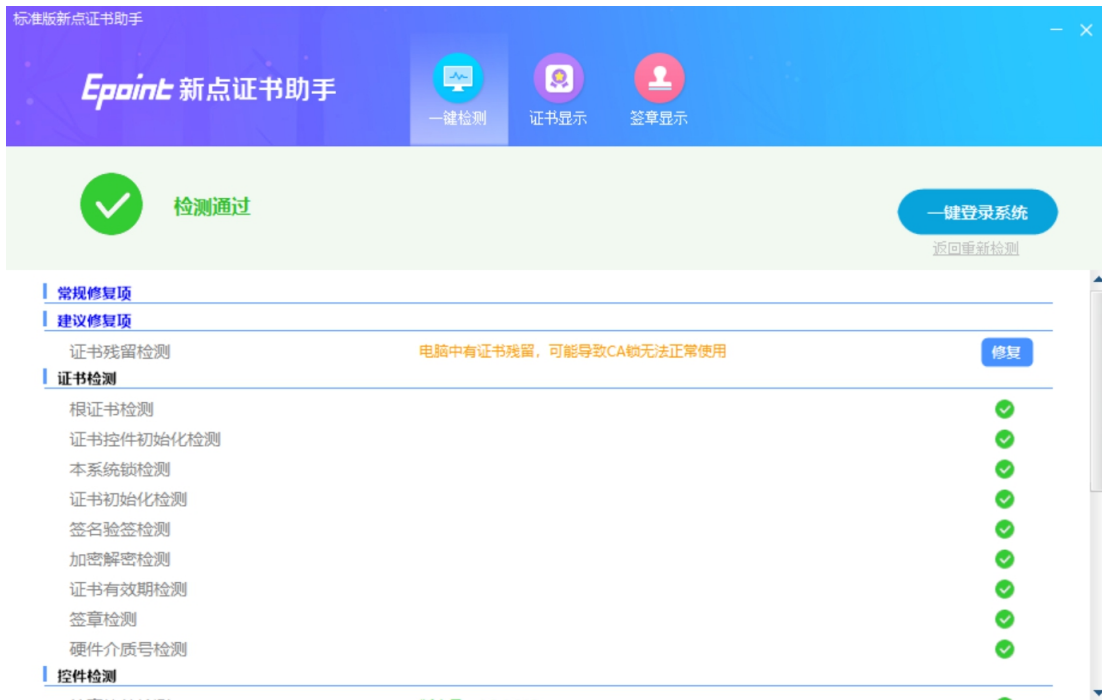 标准版新点证书助手
Epoint 新点证书助手
一键检测 证书显示 签章显示
检测通过
一键登录系统
返回重新检测
常规修复项
建议修复项
证书残留检测 电脑中有证书残留，可能导致CA锁无法正常使用 修复
证书检测
根证书检测
证书控件初始化检测
本系统锁检测
证书初始化检测
签名验签检测
加密解密检测
证书有效期检测
签章检测
硬件介质号检测
控件检测